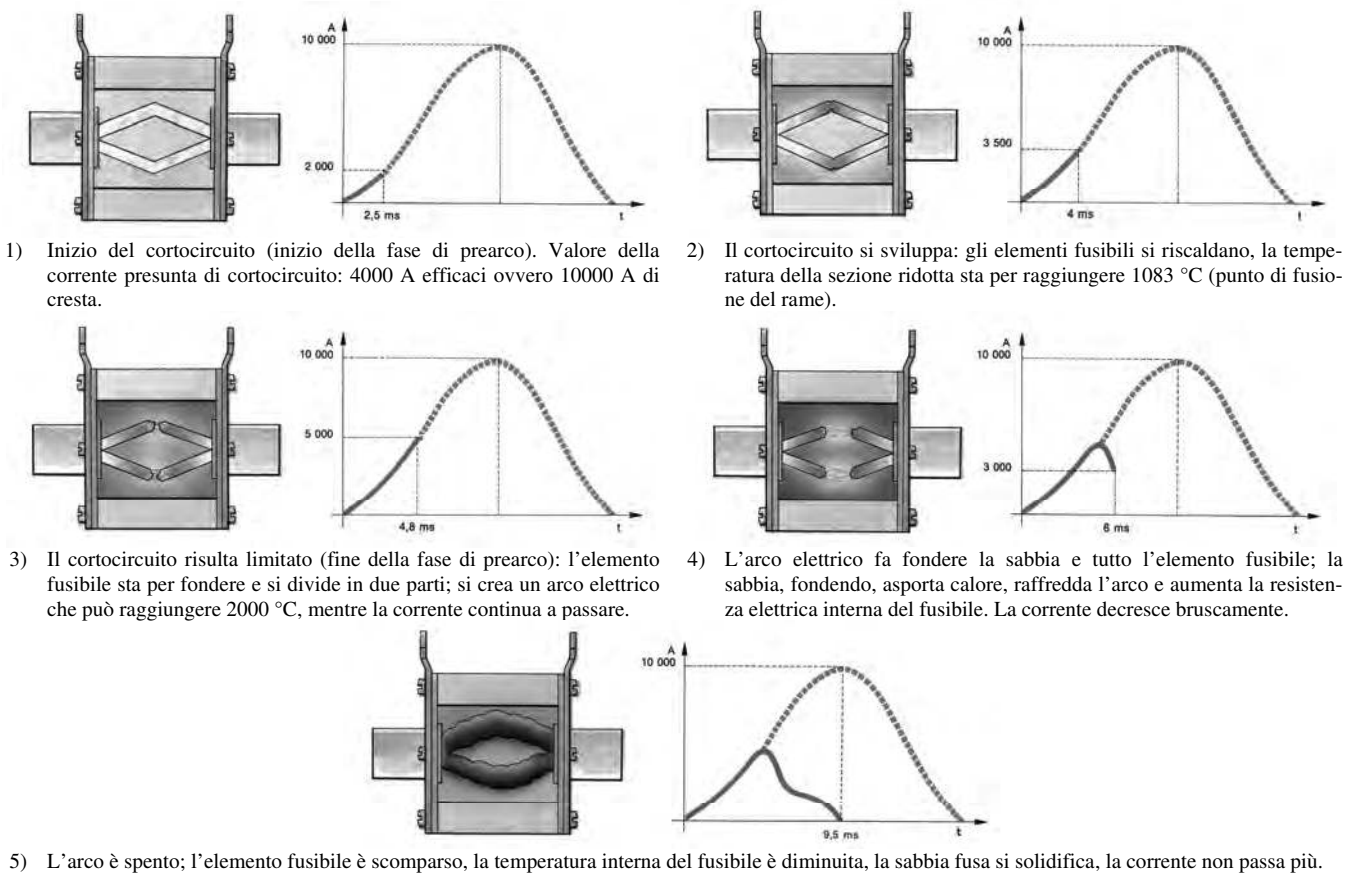 A
10 000
2 000
2,5 ms
t
A
10 000
3 500
4 ms
t
1) Inizio del cortocircuito (inizio della fase di prearco). Valore della
corrente presunta di cortocircuito: 4000 A efficaci ovvero 10000 A di
cresta.
2) Il cortocircuito si sviluppa: gli elementi fusibili si riscaldano, la tempe-
ratura della sezione ridotta sta per raggiungere 1083 °C (punto di fusio-
ne del rame).
A
10 000
5 000
4,8 ms
t
A
10 000
3 000
6 ms
t
3) Il cortocircuito risulta limitato (fine della fase di prearco): l’elemento
fusibile sta per fondere e si divide in due parti; si crea un arco elettrico
che può raggiungere 2000 °C, mentre la corrente continua a passare.
4) L’arco elettrico fa fondere la sabbia e tutto l’elemento fusibile; la
sabbia, fondendo, asporta calore, raffredda l’arco e aumenta la resisten-
za elettrica interna del fusibile. La corrente decresce bruscamente.
A
10 000
9,5 ms
t
5) L’arco è spento; l’elemento fusibile è scomparso, la temperatura interna del fusibile è diminuita, la sabbia fusa si solidifica, la corrente non passa più.